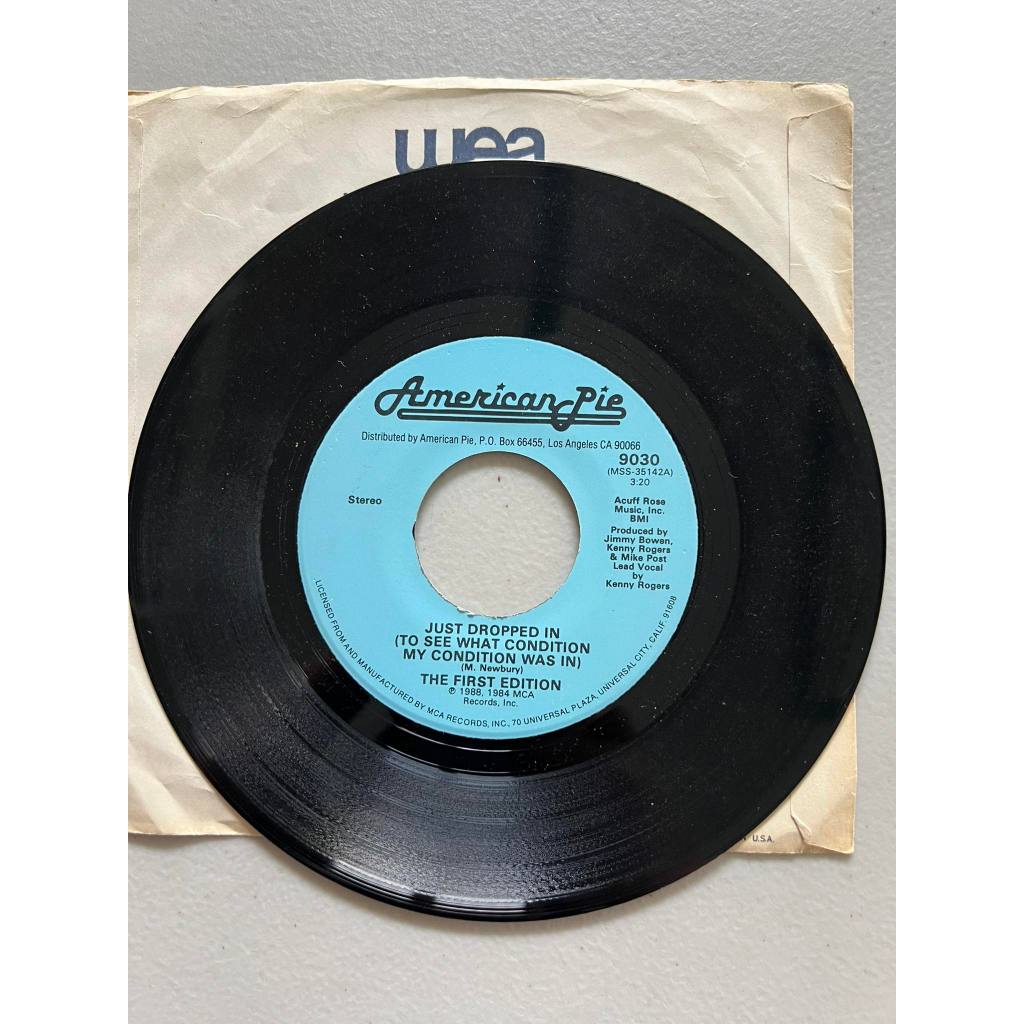 wea
American Pie
Distributed by American Pie, P.O. Box 66455, Los Angeles CA 90066
9030
(MSS-35142A)
3:20
Stereo
Acuff Rose
Music, Inc.
BMI
Produced by
Jimmy Bowen,
Kenny Rogers
& Mike Post
Lead Vocal
by
Kenny Rogers
JUST DROPPED IN
(TO SEE WHAT CONDITION
MY CONDITION WAS IN)
(M. Newbury)
THE FIRST EDITION
℗ 1988, 1984 MCA
Records, Inc.
LICENSED FROM AND MANUFACTURED BY MCA RECORDS, INC., 70 UNIVERSAL PLAZA, UNIVERSAL CITY, CALIF. 91608
U.S.A.